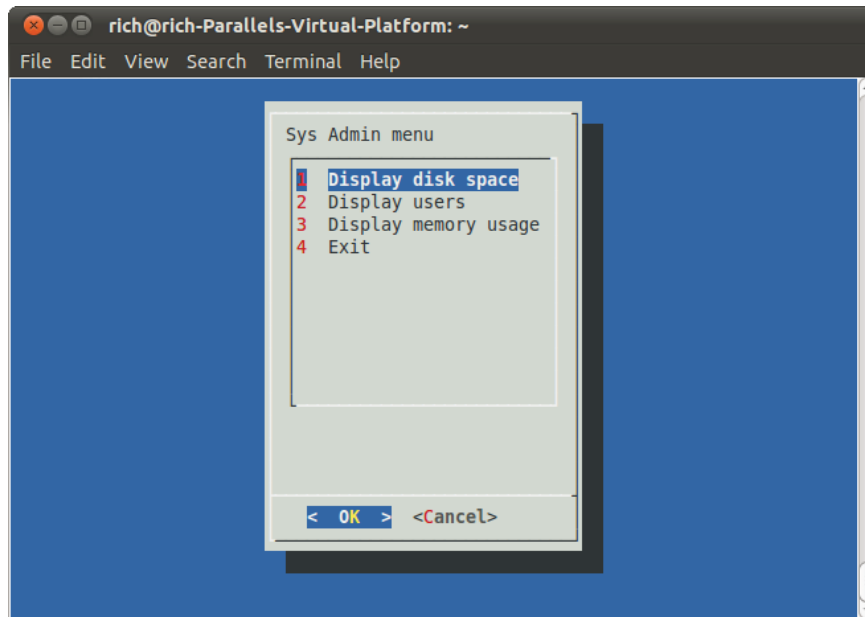 rich@rich-Parallels-Virtual-Platform: ~
File Edit View Search Terminal Help
Sys Admin menu
1 Display disk space
2 Display users
3 Display memory usage
4 Exit
< OK > <Cancel>